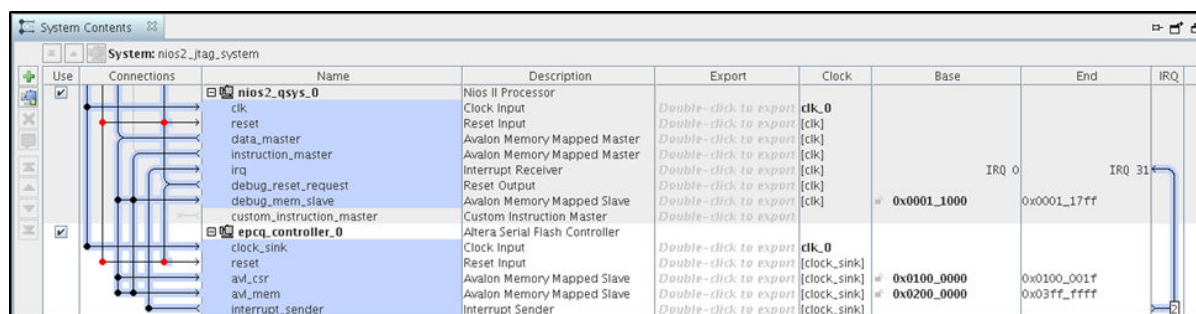 System Contents
System: nios2_jtag_system
Use Connections Name Description Export Clock Base End IRQ
nios2_qsys_0 Nios II Processor
clk Clock Input Double-click to export clk_0
reset Reset Input Double-click to export [clk]
data_master Avalon Memory Mapped Master Double-click to export [clk]
instruction_master Avalon Memory Mapped Master Double-click to export [clk]
irq Interrupt Receiver Double-click to export [clk] IRQ 0 IRQ 31
debug_reset_request Reset Output Double-click to export [clk]
debug_mem_slave Avalon Memory Mapped Slave Double-click to export [clk] 0x0001_1000 0x0001_17ff
custom_instruction_master Custom Instruction Master Double-click to export
epcq_controller_0 Altera Serial Flash Controller
clock_sink Clock Input Double-click to export clk_0
reset Reset Input Double-click to export [clock_sink]
avl_csr Avalon Memory Mapped Slave Double-click to export [clock_sink] 0x0100_0000 0x0100_001f
avl_mem Avalon Memory Mapped Slave Double-click to export [clock_sink] 0x0200_0000 0x03ff_ffff
interrupt_sender Interrupt Sender Double-click to export [clock_sink] 2